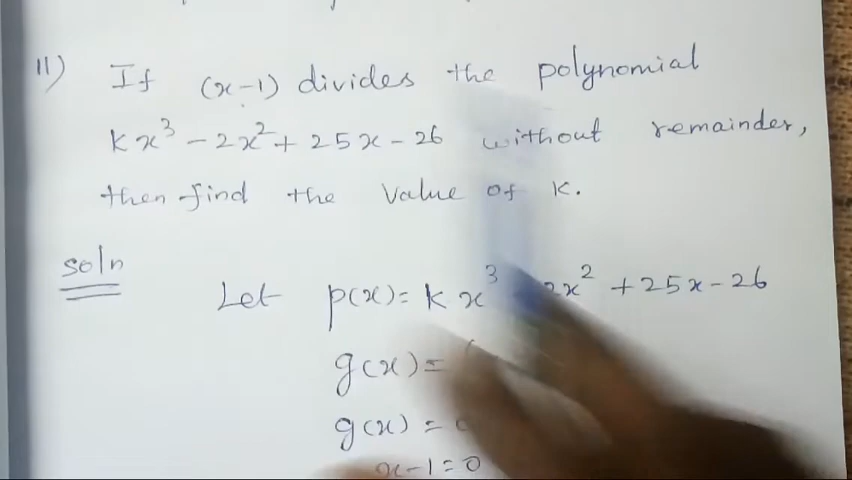 11) If (x-1) divides the polynomial
kx³ - 2x² + 25x - 26 without remainder,
then find the value of k.
soln
Let p(x) = kx³ 2x² + 25x - 26
g(x) =
g(x) =
x-1 = 0